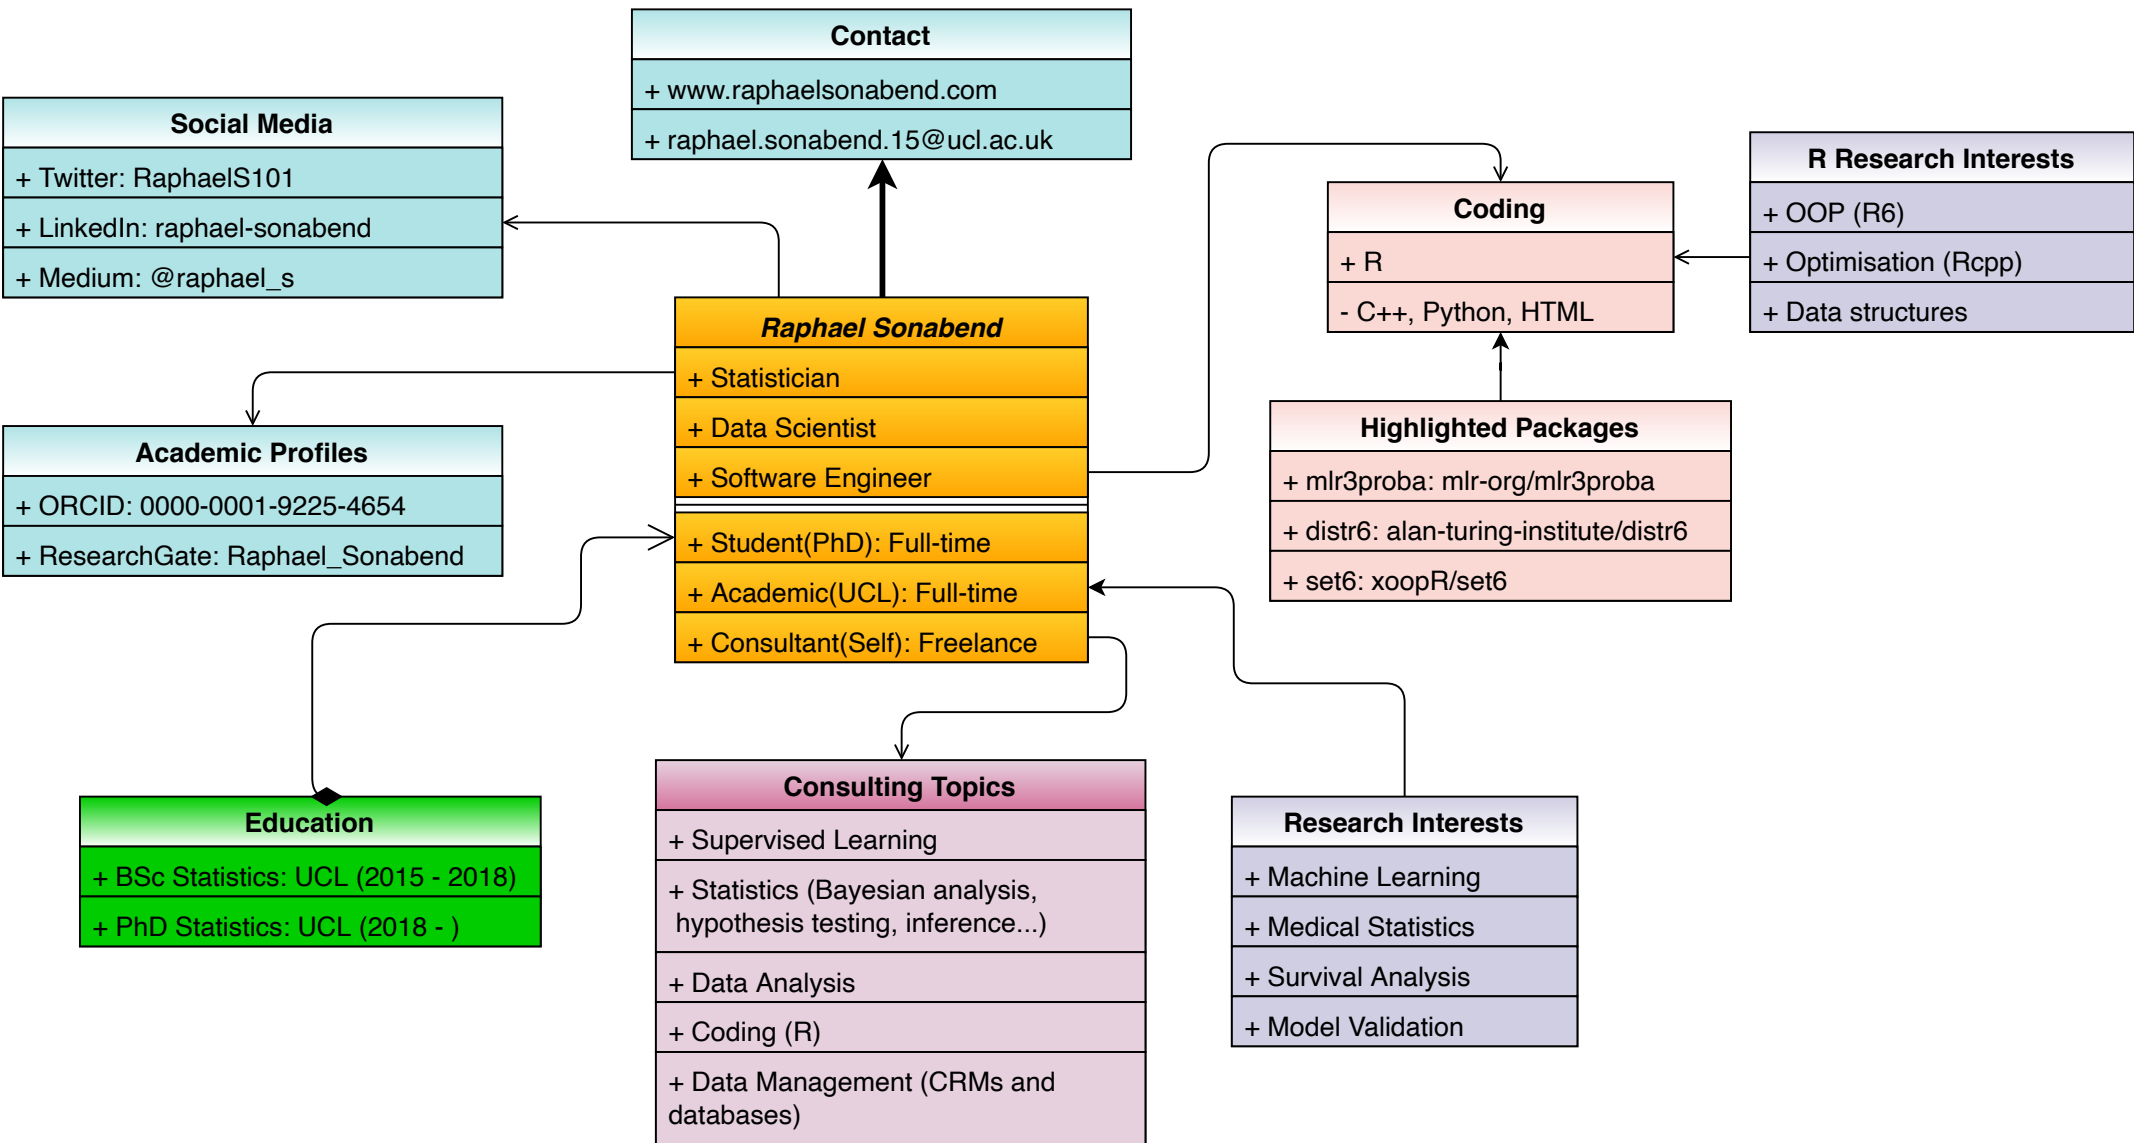 Contact
+ www.raphaelsonabend.com
+ raphael.sonabend.15@ucl.ac.uk
Social Media
+ Twitter: RaphaelS101
+ LinkedIn: raphael-sonabend
+ Medium: @raphael_s
R Research Interests
+ OOP (R6)
+ Optimisation (Rcpp)
+ Data structures
Coding
+ R
- C++, Python, HTML
Raphael Sonabend
+ Statistician
+ Data Scientist
+ Software Engineer
+ Student(PhD): Full-time
+ Academic(UCL): Full-time
+ Consultant(Self): Freelance
Academic Profiles
+ ORCID: 0000-0001-9225-4654
+ ResearchGate: Raphael_Sonabend
Highlighted Packages
+ mlr3proba: mlr-org/mlr3proba
+ distr6: alan-turing-institute/distr6
+ set6: xoopR/set6
Education
+ BSc Statistics: UCL (2015 - 2018)
+ PhD Statistics: UCL (2018 - )
Consulting Topics
+ Supervised Learning
+ Statistics (Bayesian analysis,
hypothesis testing, inference...)
+ Data Analysis
+ Coding (R)
+ Data Management (CRMs and
databases)
Research Interests
+ Machine Learning
+ Medical Statistics
+ Survival Analysis
+ Model Validation